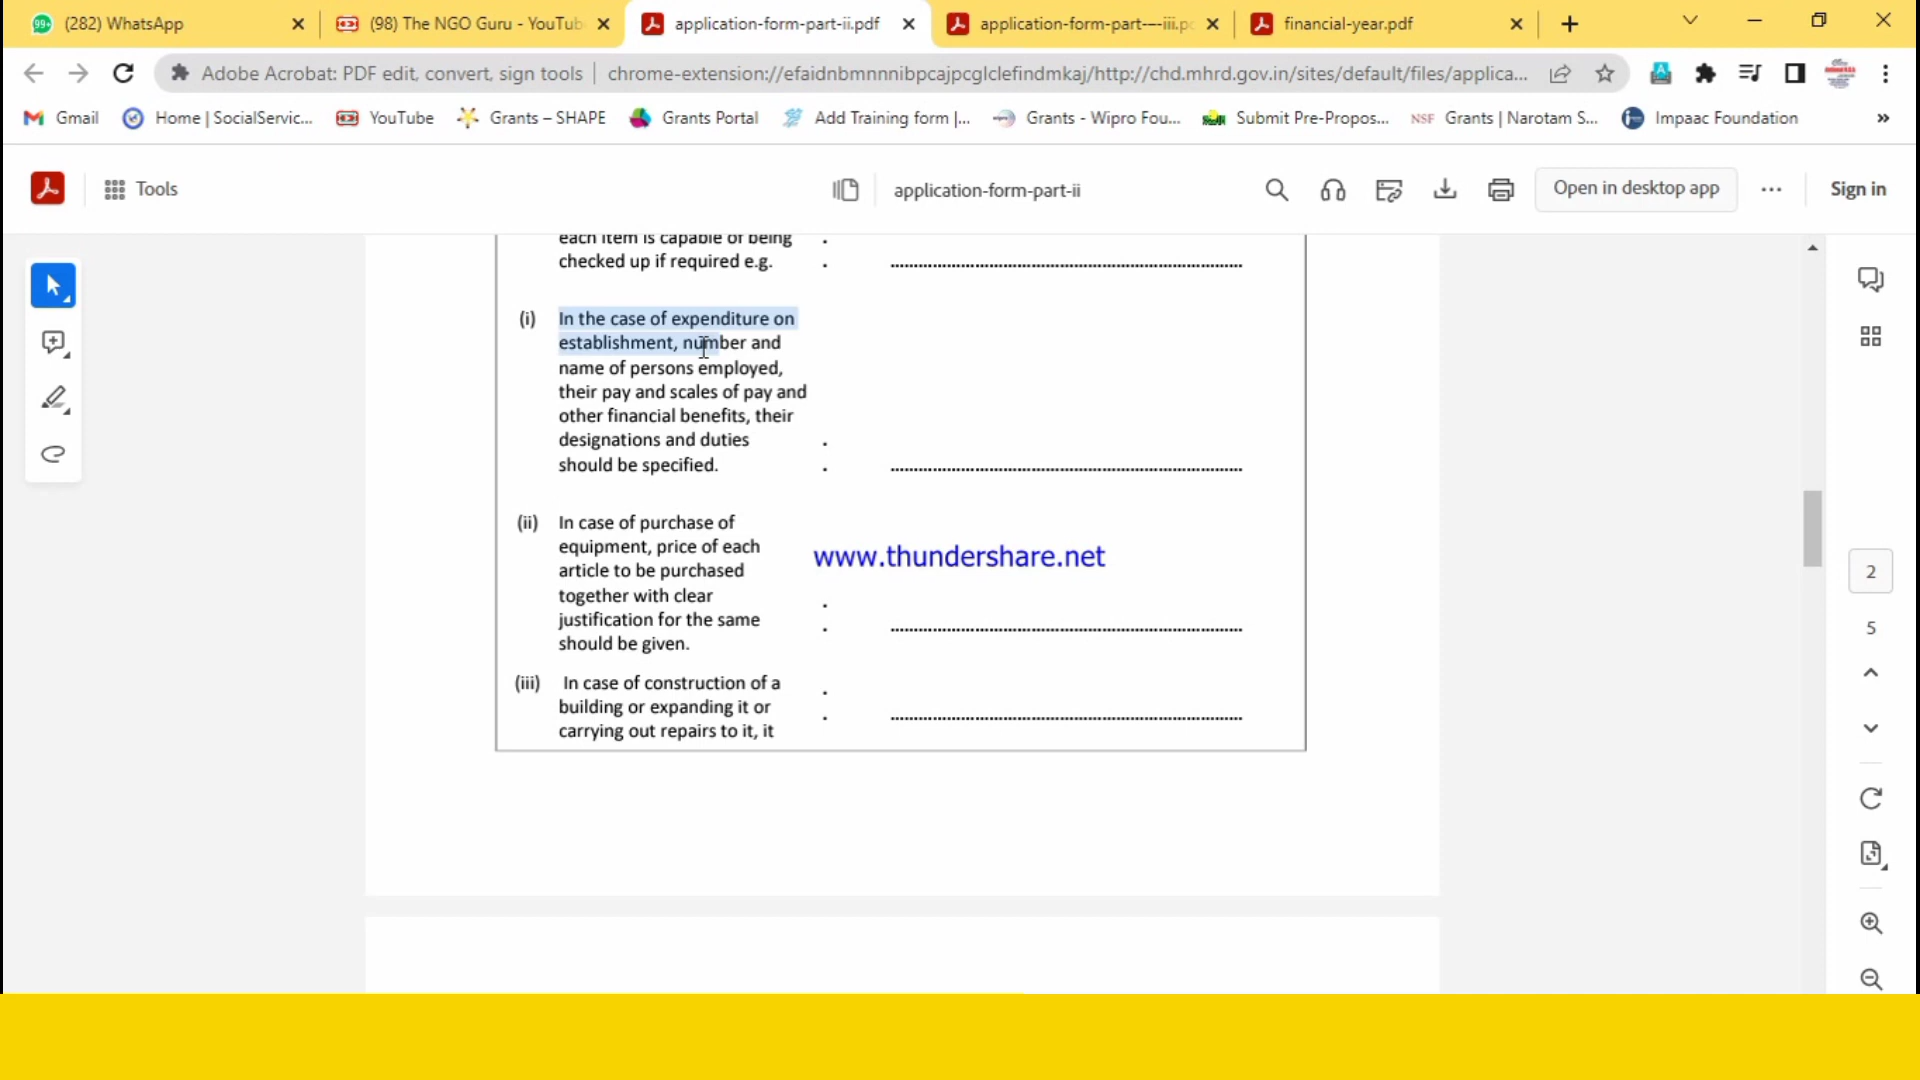 99+ (282) WhatsApp
(98) The NGO Guru - YouTub
application-form-part-ii.pdf
application-form-part-–-iii.pd
financial-year.pdf
Adobe Acrobat: PDF edit, convert, sign tools
chrome-extension://efaidnbmnnnibpcajpcglclefindmkaj/http://chd.mhrd.gov.in/sites/default/files/applica...
Gmail
Home | SocialServic...
YouTube
Grants – SHAPE
Grants Portal
Add Training form |...
Grants - Wipro Fou...
Submit Pre-Propos...
NSF Grants | Narotam S...
Impaac Foundation
»
Tools
application-form-part-ii
Open in desktop app
Sign in
each item is capable of being :
checked up if required e.g. : ........................................................................
(i) In the case of expenditure on
establishment, number and
name of persons employed,
their pay and scales of pay and
other financial benefits, their
designations and duties .
should be specified. . ........................................................................
(ii) In case of purchase of
equipment, price of each
www.thundershare.net
article to be purchased
together with clear .
justification for the same . ........................................................................
should be given.
(iii) In case of construction of a .
building or expanding it or . ........................................................................
carrying out repairs to it, it
2
5